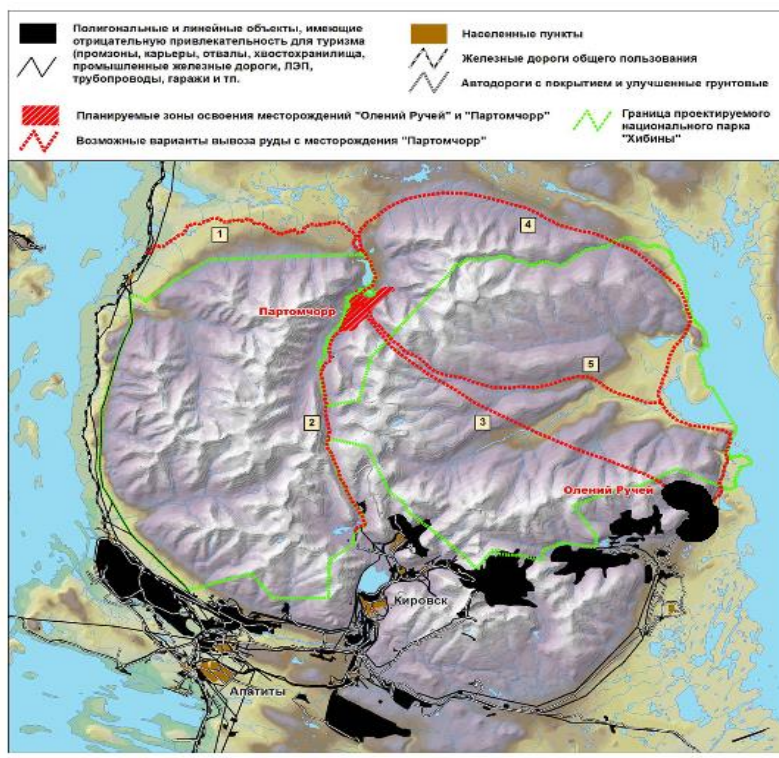 Полигональные и линейные объекты, имеющие
отрицательную привлекательность для туризма
(промзоны, карьеры, отвалы, хвостохранилища,
промышленные железные дороги, ЛЭП,
трубопроводы, гаражи и тп.
Населенные пункты
Железные дороги общего пользования
Автодороги с покрытием и улучшенные грунтовые
Планируемые зоны освоения месторождений "Олений Ручей" и "Партомчорр"
Возможные варианты вывоза руды с месторждения "Партомчорр"
Граница проектируемого
национального парка
"Хибины"
1
4
Партомчорр
5
2
3
Олений Ручей
Кировск
Апатиты